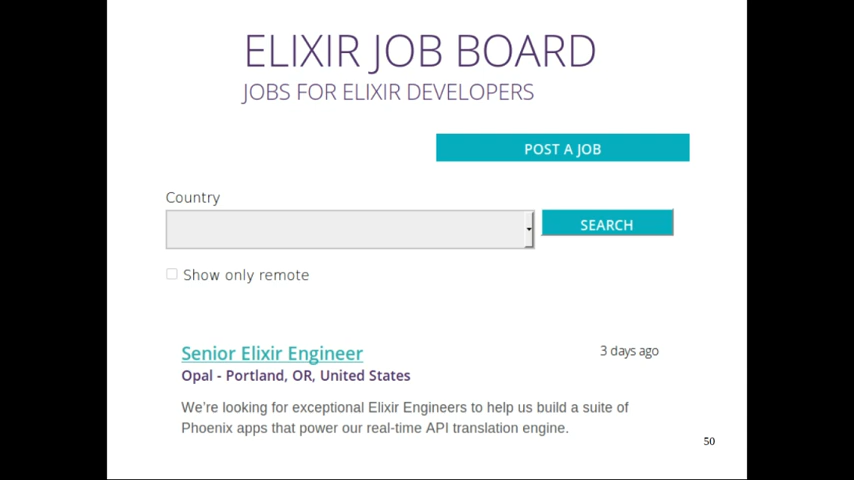 ELIXIR JOB BOARD
JOBS FOR ELIXIR DEVELOPERS
POST A JOB
Country
SEARCH
Show only remote
Senior Elixir Engineer
3 days ago
Opal - Portland, OR, United States
We're looking for exceptional Elixir Engineers to help us build a suite of
Phoenix apps that power our real-time API translation engine.
50